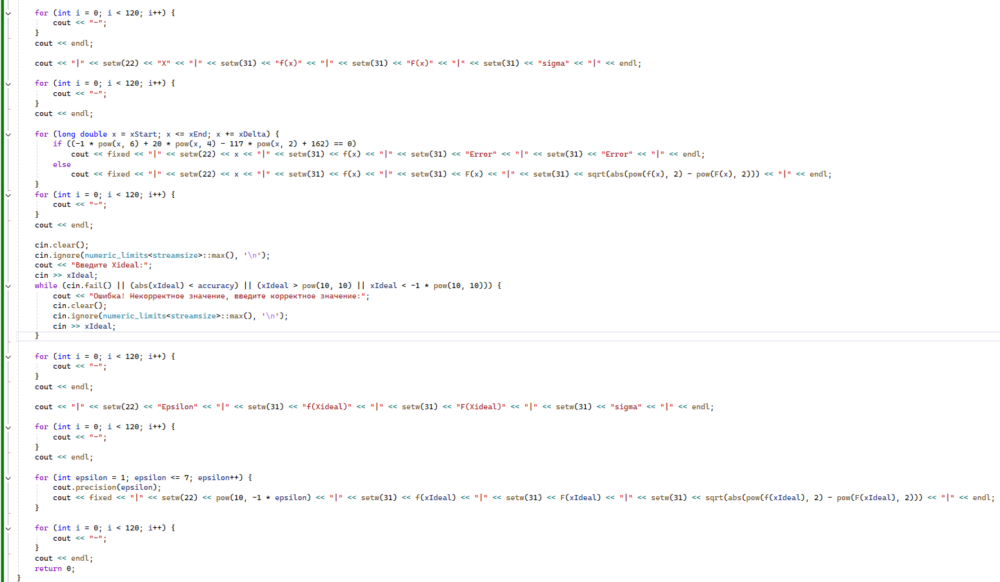 for (int i = 0; i < 120; i++) {
    cout << "-";
}
cout << endl;

cout << "|" << setw(22) << "X" << "|" << setw(31) << "f(x)" << "|" << setw(31) << "F(x)" << "|" << setw(31) << "sigma" << "|" << endl;

for (int i = 0; i < 120; i++) {
    cout << "-";
}
cout << endl;

for (long double x = xStart; x <= xEnd; x += xDelta) {
    if ((-1 * pow(x, 6) + 20 * pow(x, 4) - 117 * pow(x, 2) + 162) == 0)
        cout << fixed << "|" << setw(22) << x << "|" << setw(31) << f(x) << "|" << setw(31) << "Error" << "|" << setw(31) << "Error" << "|" << endl;
    else
        cout << fixed << "|" << setw(22) << x << "|" << setw(31) << f(x) << "|" << setw(31) << F(x) << "|" << setw(31) << sqrt(abs(pow(f(x), 2) - pow(F(x), 2))) << "|" << endl;
}
for (int i = 0; i < 120; i++) {
    cout << "-";
}
cout << endl;

cin.clear();
cin.ignore(numeric_limits<streamsize>::max(), '\n');
cout << "Введите Xideal:";
cin >> xIdeal;
while (cin.fail() || (abs(xIdeal) < accuracy) || (xIdeal > pow(10, 10) || xIdeal < -1 * pow(10, 10))) {
    cout << "Ошибка! Некорректное значение, введите корректное значение:";
    cin.clear();
    cin.ignore(numeric_limits<streamsize>::max(), '\n');
    cin >> xIdeal;
}

for (int i = 0; i < 120; i++) {
    cout << "-";
}
cout << endl;

cout << "|" << setw(22) << "Epsilon" << "|" << setw(31) << "f(Xideal)" << "|" << setw(31) << "F(Xideal)" << "|" << setw(31) << "sigma" << "|" << endl;

for (int i = 0; i < 120; i++) {
    cout << "-";
}
cout << endl;

for (int epsilon = 1; epsilon <= 7; epsilon++) {
    cout.precision(epsilon);
    cout << fixed << "|" << setw(22) << pow(10, -1 * epsilon) << "|" << setw(31) << f(xIdeal) << "|" << setw(31) << F(xIdeal) << "|" << setw(31) << sqrt(abs(pow(f(xIdeal), 2) - pow(F(xIdeal), 2))) << "|" << endl;
}

for (int i = 0; i < 120; i++) {
    cout << "-";
}
cout << endl;
return 0;
}